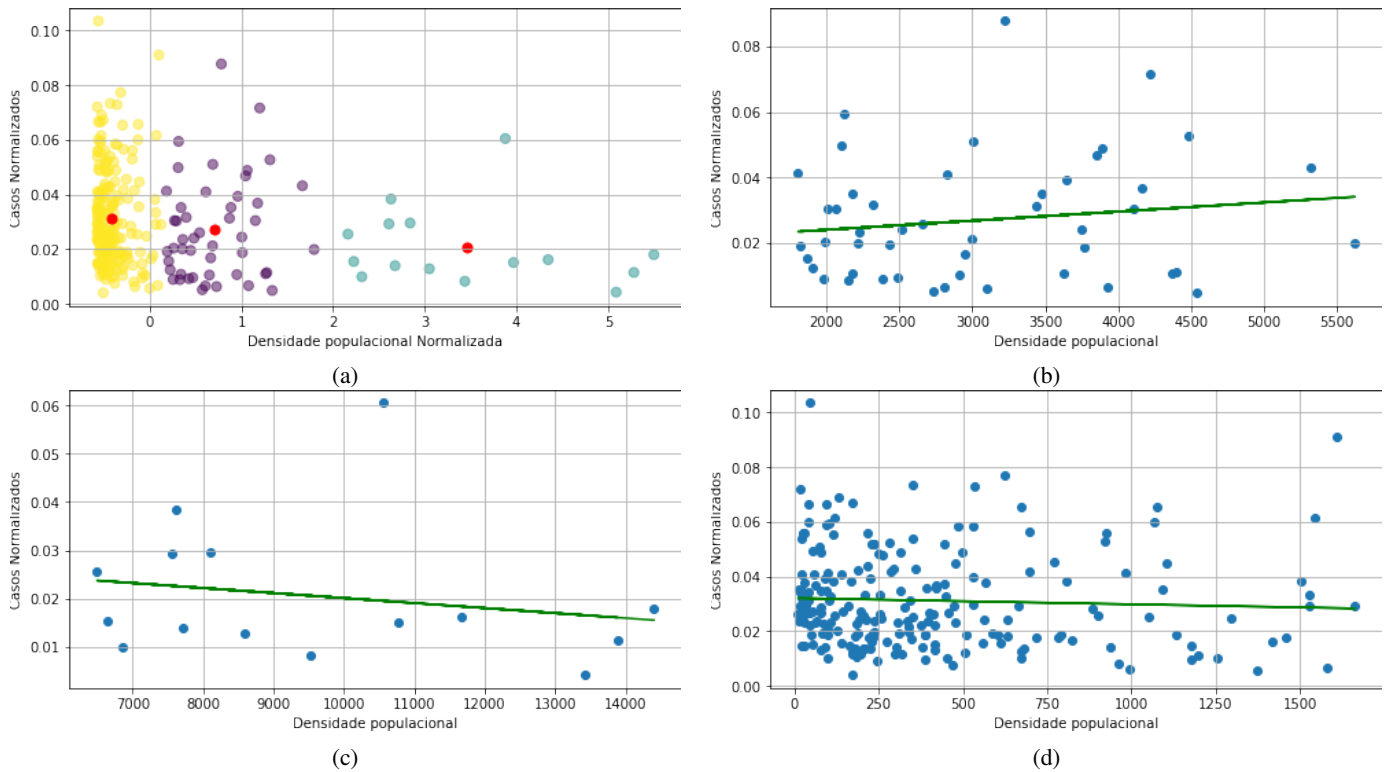 Casos Normalizados
0.10
0.08
0.06
0.04
0.02
0.00
0 1 2 3 4 5
Densidade populacional Normalizada
(a)
Casos Normalizados
0.08
0.06
0.04
0.02
2000 2500 3000 3500 4000 4500 5000 5500
Densidade populacional
(b)
Casos Normalizados
0.06
0.05
0.04
0.03
0.02
0.01
7000 8000 9000 10000 11000 12000 13000 14000
Densidade populacional
(c)
Casos Normalizados
0.10
0.08
0.06
0.04
0.02
0.00
0 250 500 750 1000 1250 1500
Densidade populacional
(d)